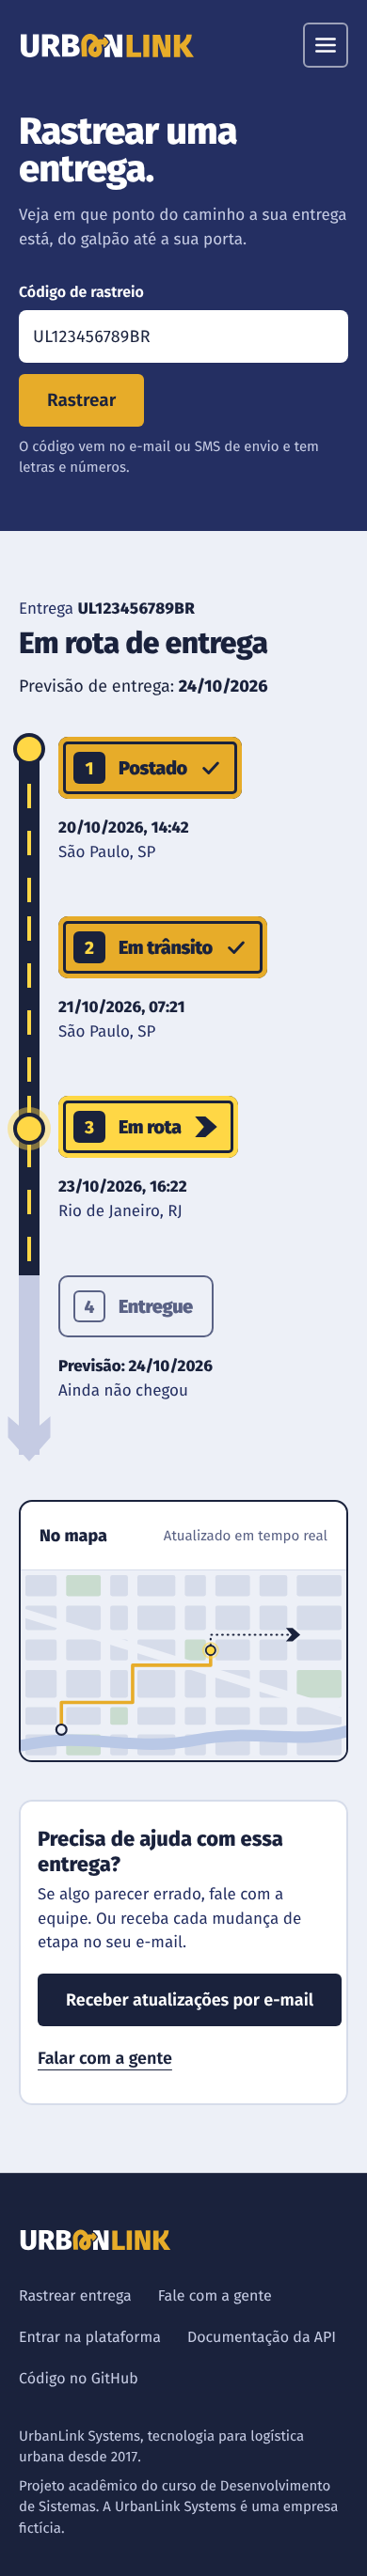 URBANLINK
Rastrear uma
entrega.
Veja em que ponto do caminho a sua entrega
está, do galpão até a sua porta.
Código de rastreio
UL123456789BR
Rastrear
O código vem no e-mail ou SMS de envio e tem
letras e números.
Entrega UL123456789BR
Em rota de entrega
Previsão de entrega: 24/10/2026
1 Postado
20/10/2026, 14:42
São Paulo, SP
2 Em trânsito
21/10/2026, 07:21
São Paulo, SP
3 Em rota
23/10/2026, 16:22
Rio de Janeiro, RJ
4 Entregue
Previsão: 24/10/2026
Ainda não chegou
No mapa Atualizado em tempo real
Precisa de ajuda com essa
entrega?
Se algo parecer errado, fale com a
equipe. Ou receba cada mudança de
etapa no seu e-mail.
Receber atualizações por e-mail
Falar com a gente
URBANLINK
Rastrear entrega Fale com a gente
Entrar na plataforma Documentação da API
Código no GitHub
UrbanLink Systems, tecnologia para logística
urbana desde 2017.
Projeto acadêmico do curso de Desenvolvimento
de Sistemas. A UrbanLink Systems é uma empresa
fictícia.